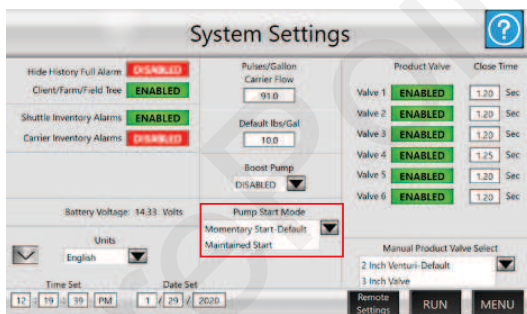 System Settings
?
Hide History Full Alarm DISABLED
Client/Farm/Field Tree ENABLED
Shuttle Inventory Alarms ENABLED
Carrier Inventory Alarms DISABLED
Battery Voltage: 14.33 Volts
Units
English
Time Set
12 : 19 : 39 PM
Date Set
1 / 29 / 2020
Pulses/Gallon
Carrier Flow
91.0
Default lbs/Gal
10.0
Boost Pump
DISABLED
Pump Start Mode
Momentary Start-Default
Maintained Start
Product Valve Close Time
Valve 1 ENABLED 1.20 Sec
Valve 2 ENABLED 1.20 Sec
Valve 3 ENABLED 1.20 Sec
Valve 4 ENABLED 1.25 Sec
Valve 5 ENABLED 1.20 Sec
Valve 6 ENABLED 1.20 Sec
Manual Product Valve Select
2 Inch Venturi-Default
3 Inch Valve
Remote
Settings
RUN
MENU